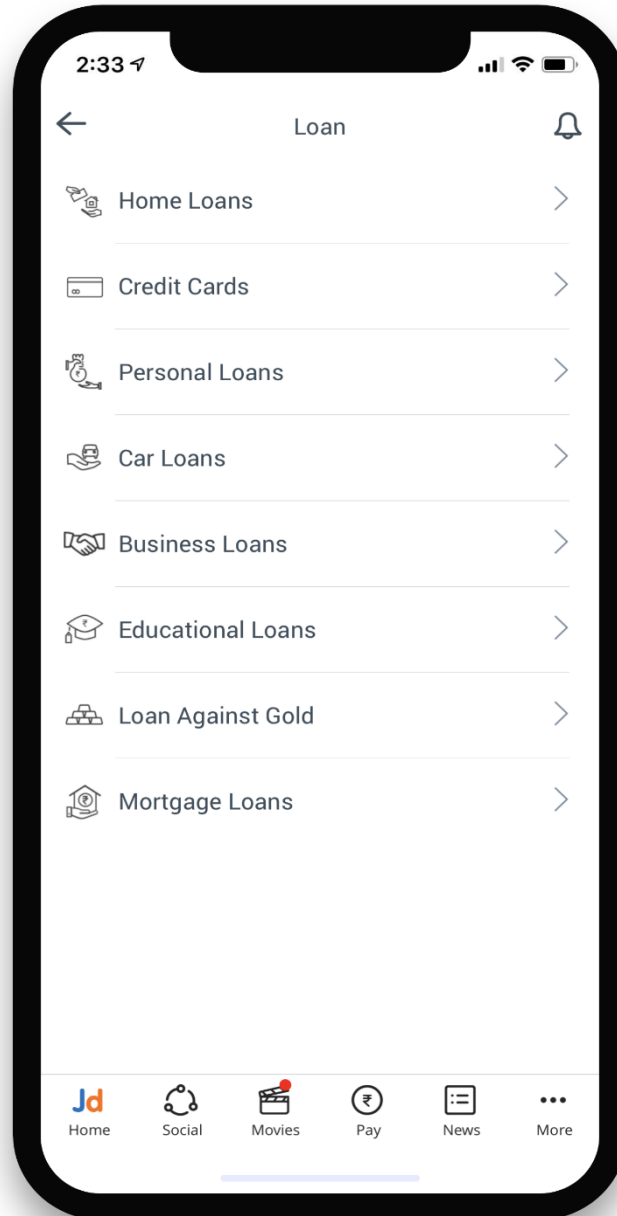 2:33
Loan
Home Loans
Credit Cards
Personal Loans
Car Loans
Business Loans
Educational Loans
Loan Against Gold
Mortgage Loans
Jd
Home
Social
Movies
₹
Pay
News
More